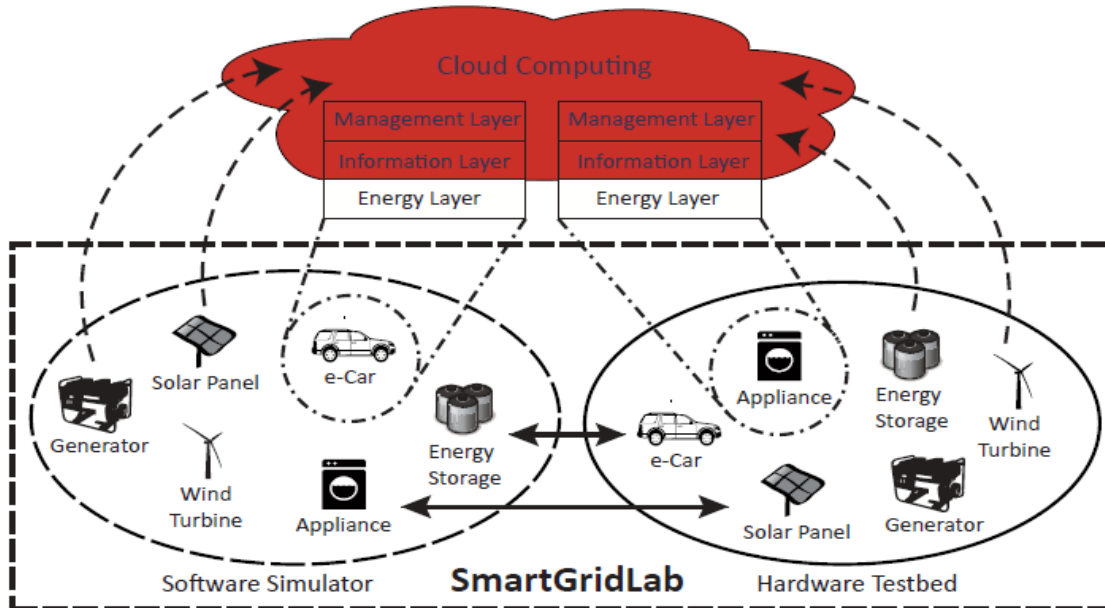 Cloud Computing
Management Layer
Information Layer
Energy Layer
Management Layer
Information Layer
Energy Layer
Solar Panel
e-Car
Generator
Wind
Turbine
Appliance
Energy
Storage
Appliance
Energy
Storage
Wind
Turbine
e-Car
Solar Panel
Generator
Software Simulator
SmartGridLab
Hardware Testbed